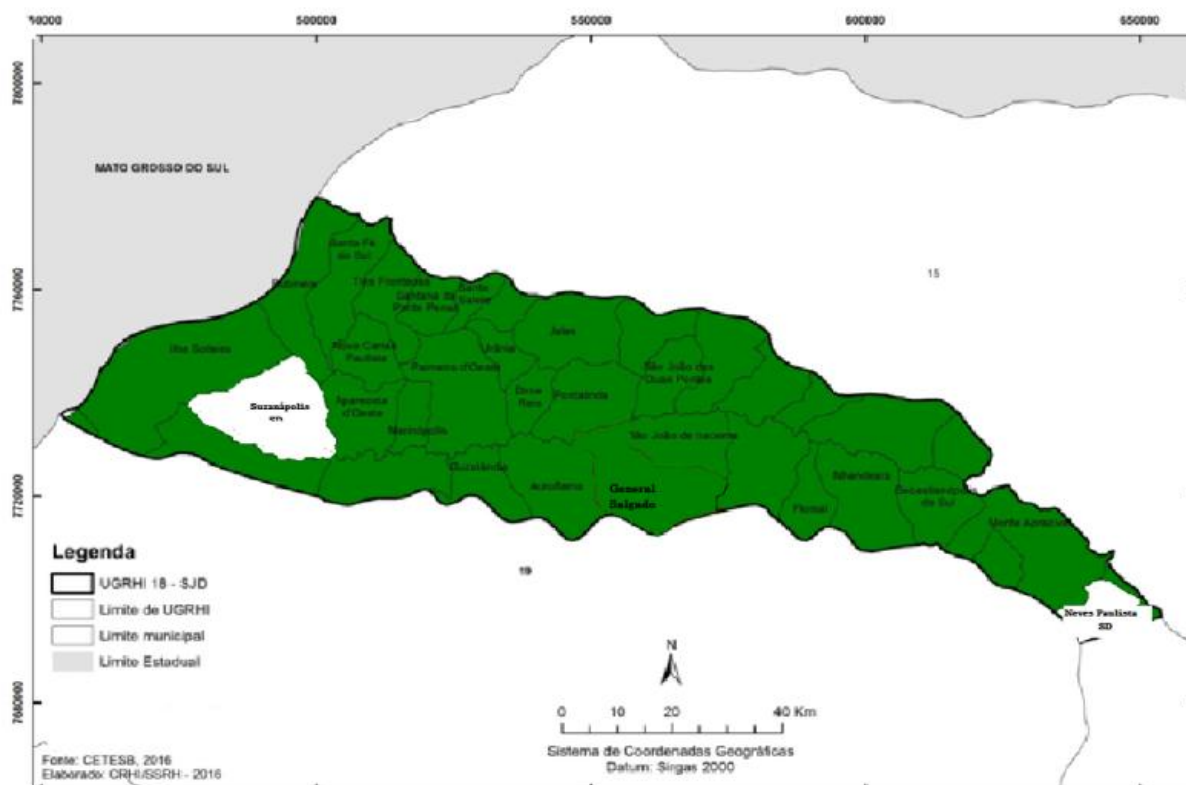 500000
550000
600000
650000
7800000
7760000
7720000
7680000
MATO GROSSO DO SUL
15
Santa Fé
do Sul
Três Fronteiras
Santana da
Ponte Pensa
Santa
Rubineia
Ilha Solteira
Nova Canaã
Paulista
Palmeira d'Oeste
Urânia
Jales
São João das
Duas Pontes
Suzanápolis
en
Aparecida
d'Oeste
Marinópolis
Dirce
Reis
Pontalinda
São João de Iracema
Guzolândia
Auriflama
General
Salgado
Floreal
Nhandeara
Sebastianópolis
do Sul
Monte Aprazível
Neves Paulista
SD
19
Legenda
UGRHI 18 - SJD
Limite de UGRHI
Limite municipal
Limite Estadual
N
0 10 20 40 Km
Sistema de Coordenadas Geográficas
Datum: Sirgas 2000
Fonte: CETESB, 2016
Elaborado: CRHI/SSRH - 2016